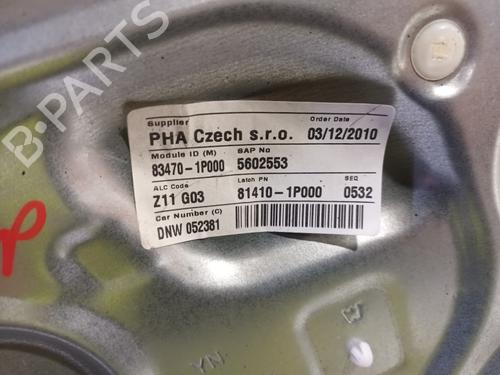 B-PARTS
Supplier
Order Date
PHA Czech s.r.o.
03/12/2010
Module ID (M)
SAP No
83470-1P000
5602553
ALC Code
Latch PN
SEQ
Z11 G03
81410-1P000
0532
Car Number (C)
DNW 052381
YN